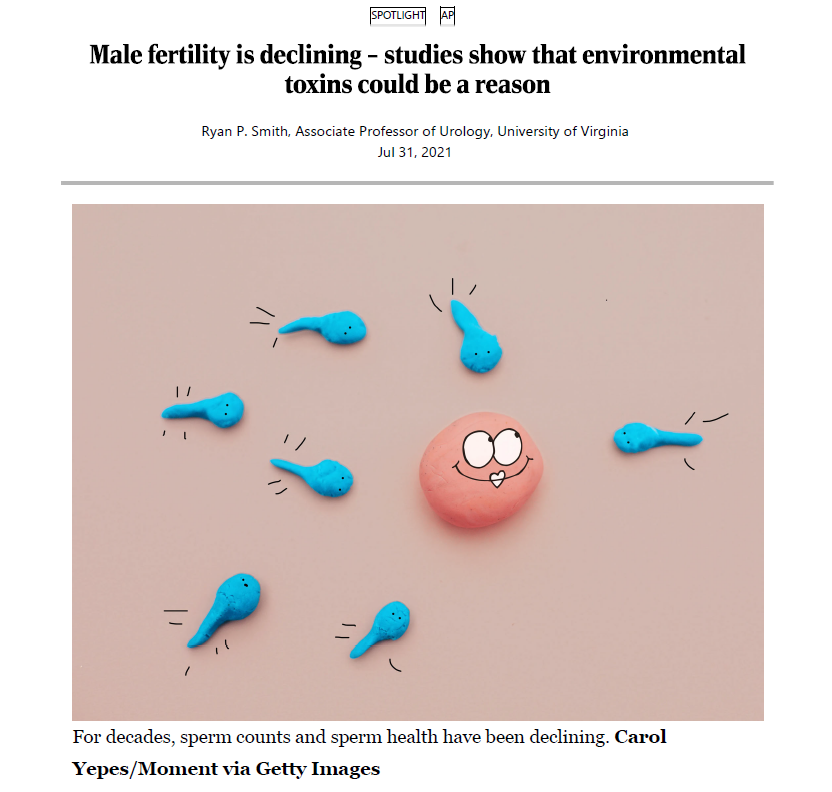 SPOTLIGHT AP
Male fertility is declining – studies show that environmental
toxins could be a reason
Ryan P. Smith, Associate Professor of Urology, University of Virginia
Jul 31, 2021
For decades, sperm counts and sperm health have been declining. Carol
Yepes/Moment via Getty Images